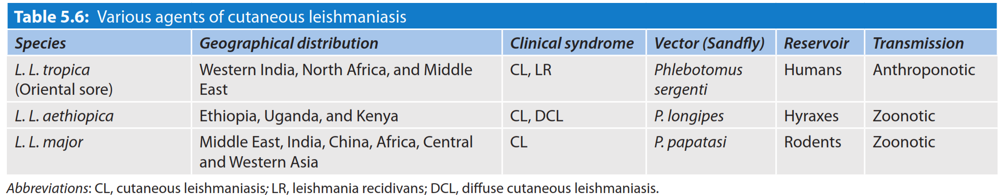 Table 5.6: Various agents of cutaneous leishmaniasis
Species Geographical distribution Clinical syndrome Vector (Sandfly) Reservoir Transmission
L. L. tropica Western India, North Africa, and Middle CL, LR Phlebotomus Humans Anthroponotic
(Oriental sore) East sergenti
L. L. aethiopica Ethiopia, Uganda, and Kenya CL, DCL P. longipes Hyraxes Zoonotic
L. L. major Middle East, India, China, Africa, Central CL P. papatasi Rodents Zoonotic
and Western Asia
Abbreviations: CL, cutaneous leishmaniasis; LR, leishmania recidivans; DCL, diffuse cutaneous leishmaniasis.